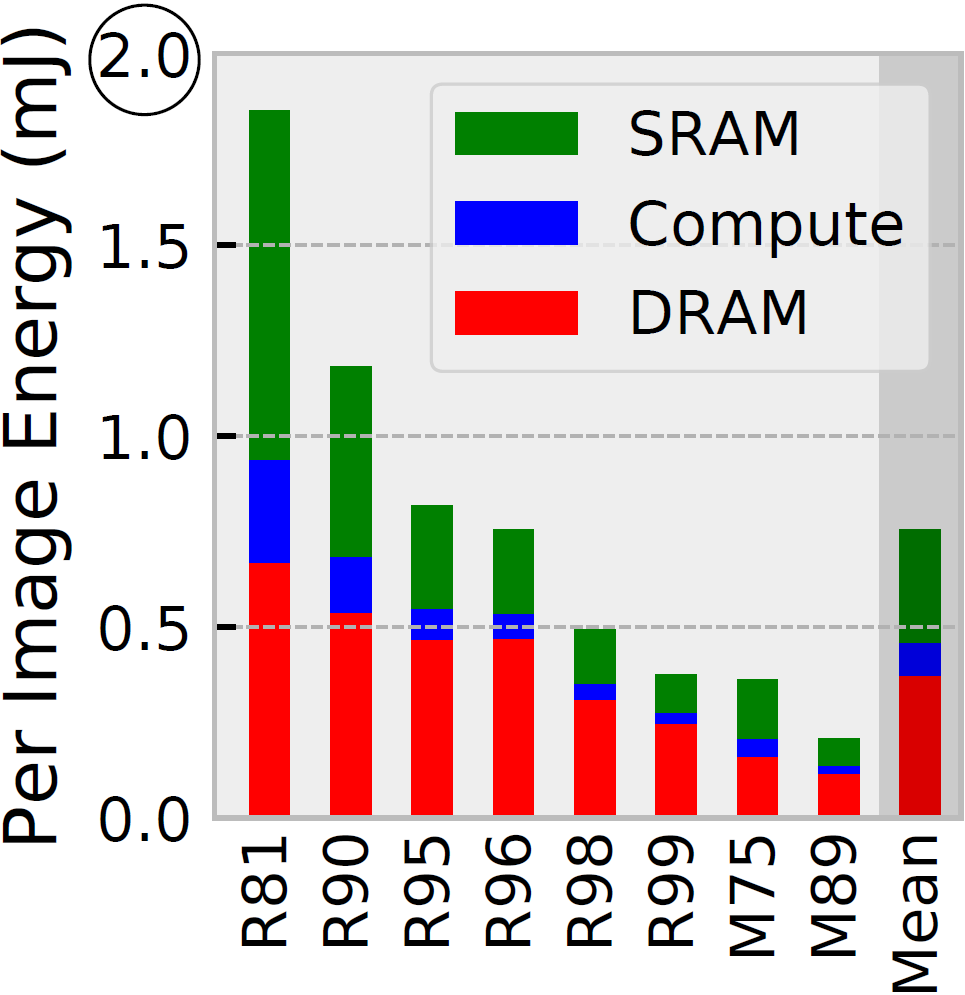 Per Image Energy (mJ)
2.0
1.5
1.0
0.5
0.0
SRAM
Compute
DRAM
R81
R90
R95
R96
R98
R99
M75
M89
Mean